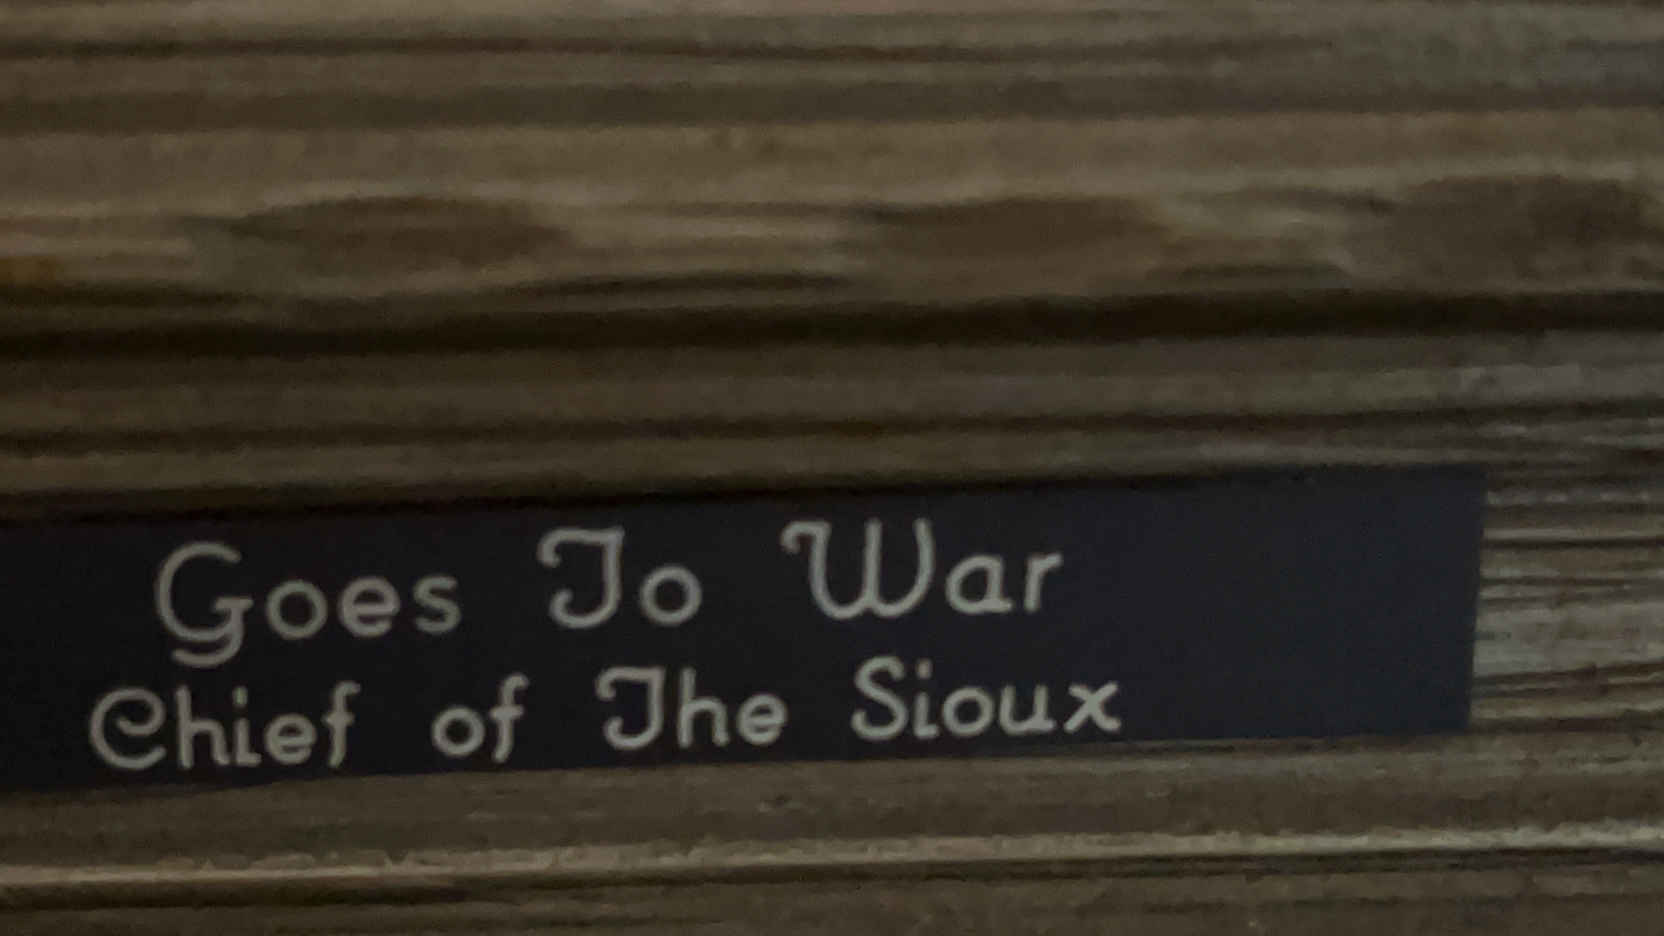 Goes To War
Chief of The Sioux